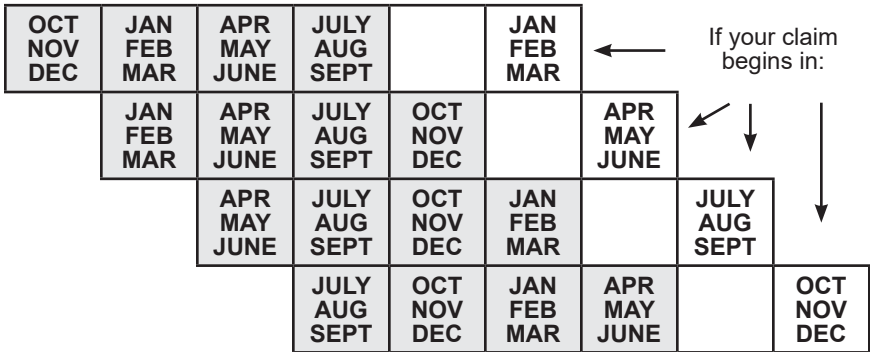 OCT JAN APR JULY JAN
NOV FEB MAY AUG FEB
DEC MAR JUNE SEPT MAR
If your claim
begins in:
JAN APR JULY OCT APR
FEB MAY AUG NOV MAY
MAR JUNE SEPT DEC JUNE
APR JULY OCT JAN JULY
MAY AUG NOV FEB AUG
JUNE SEPT DEC MAR SEPT
JULY OCT JAN APR OCT
AUG NOV FEB MAY NOV
SEPT DEC MAR JUNE DEC